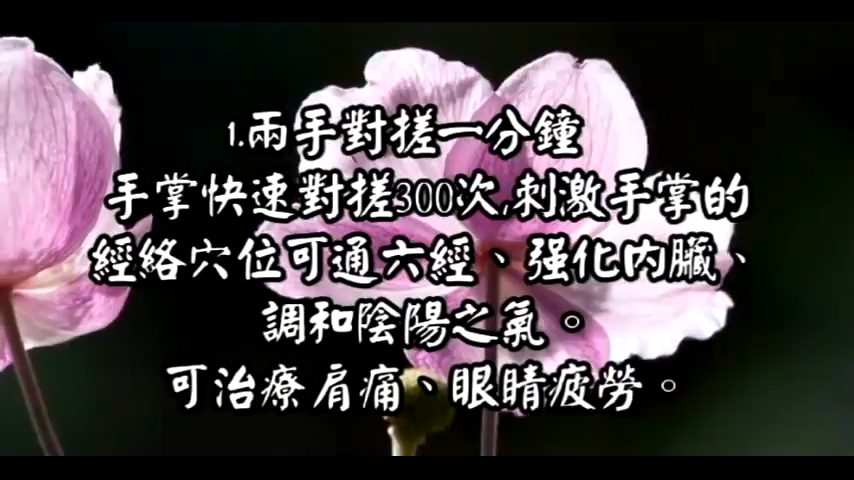 1.兩手對搓一分鐘
手掌快速對搓300次,刺激手掌的
經絡穴位可通六經、强化内臟、
調和陰陽之氣。
可治療肩痛、眼睛疲勞。